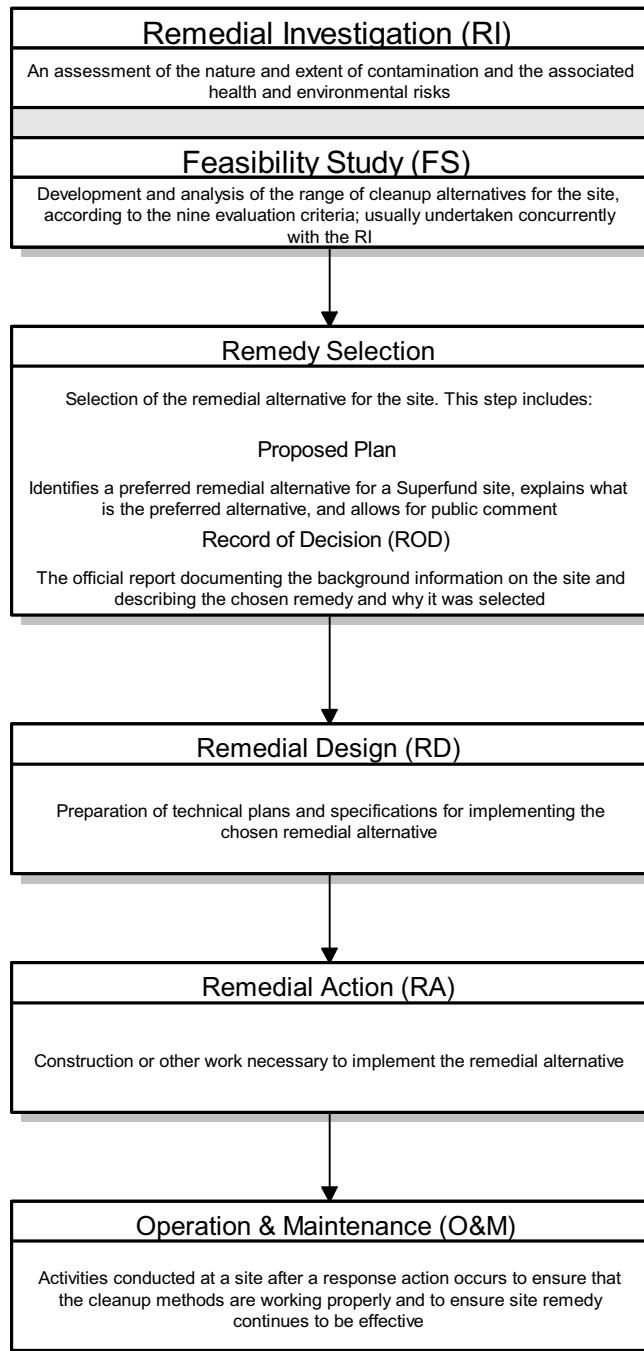 Remedial Investigation (RI)
An assessment of the nature and extent of contamination and the associated
health and environmental risks
Feasibility Study (FS)
Development and analysis of the range of cleanup alternatives for the site,
according to the nine evaluation criteria; usually undertaken concurrently
with the RI
Remedy Selection
Selection of the remedial alternative for the site. This step includes:
Proposed Plan
Identifies a preferred remedial alternative for a Superfund site, explains what
is the preferred alternative, and allows for public comment
Record of Decision (ROD)
The official report documenting the background information on the site and
describing the chosen remedy and why it was selected
Remedial Design (RD)
Preparation of technical plans and specifications for implementing the
chosen remedial alternative
Remedial Action (RA)
Construction or other work necessary to implement the remedial alternative
Operation & Maintenance (O&M)
Activities conducted at a site after a response action occurs to ensure that
the cleanup methods are working properly and to ensure site remedy
continues to be effective